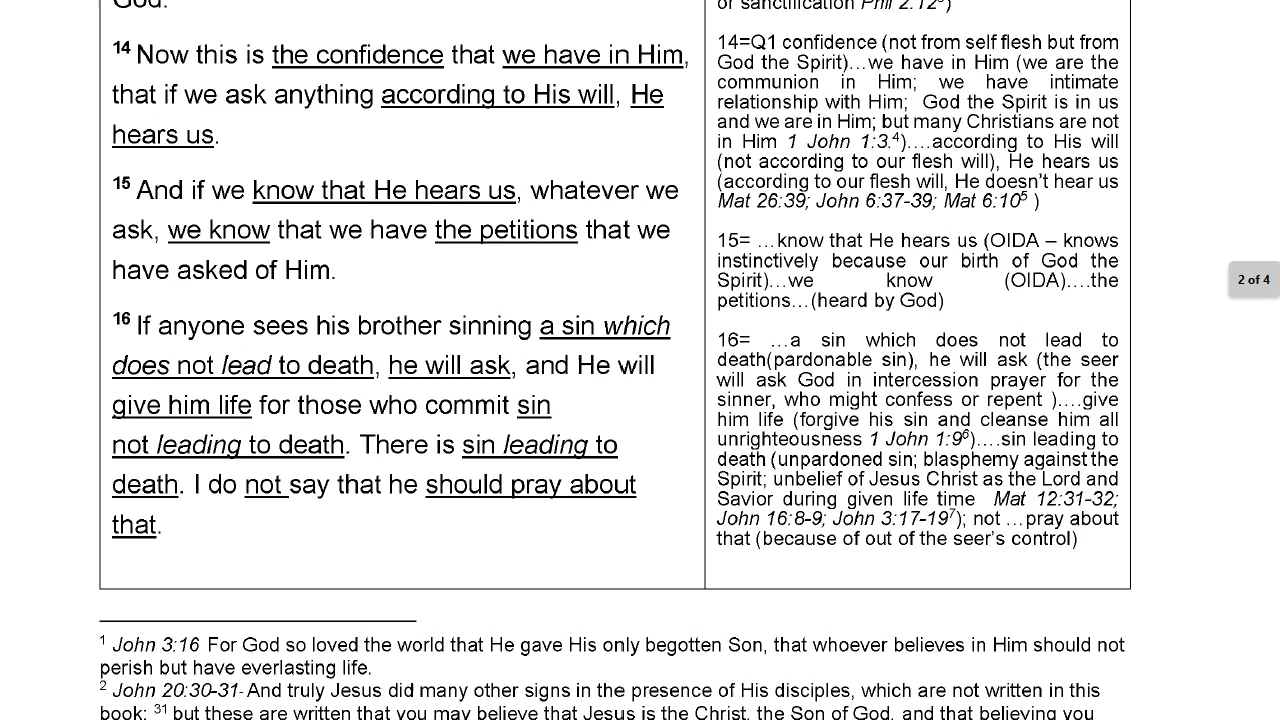 God.
14 Now this is the confidence that we have in Him,
that if we ask anything according to His will, He
hears us.
15 And if we know that He hears us, whatever we
ask, we know that we have the petitions that we
have asked of Him.
16 If anyone sees his brother sinning a sin which
does not lead to death, he will ask, and He will
give him life for those who commit sin
not leading to death. There is sin leading to
death. I do not say that he should pray about
that.
or sanctification Phil 2:12³)
14=Q1 confidence (not from self flesh but from
God the Spirit)…we have in Him (we are the
communion in Him; we have intimate
relationship with Him; God the Spirit is in us
and we are in Him; but many Christians are not
in Him 1 John 1:3.4)….according to His will
(not according to our flesh will), He hears us
(according to our flesh will, He doesn't hear us
Mat 26:39; John 6:37-39; Mat 6:10⁵ )
15= …know that He hears us (OIDA – knows
instinctively because our birth of God the
Spirit)…we know (OIDA)….the
petitions…(heard by God)
16= …a sin which does not lead to
death(pardonable sin), he will ask (the seer
will ask God in intercession prayer for the
sinner, who might confess or repent )….give
him life (forgive his sin and cleanse him all
unrighteousness 1 John 1:9⁶)….sin leading to
death (unpardoned sin; blasphemy against the
Spirit; unbelief of Jesus Christ as the Lord and
Savior during given life time Mat 12:31-32;
John 16:8-9; John 3:17-19⁷); not …pray about
that (because of out of the seer's control)
2 of 4
1 John 3:16 For God so loved the world that He gave His only begotten Son, that whoever believes in Him should not
perish but have everlasting life.
2 John 20:30-31- And truly Jesus did many other signs in the presence of His disciples, which are not written in this
book; 31 but these are written that you may believe that Jesus is the Christ, the Son of God, and that believing you